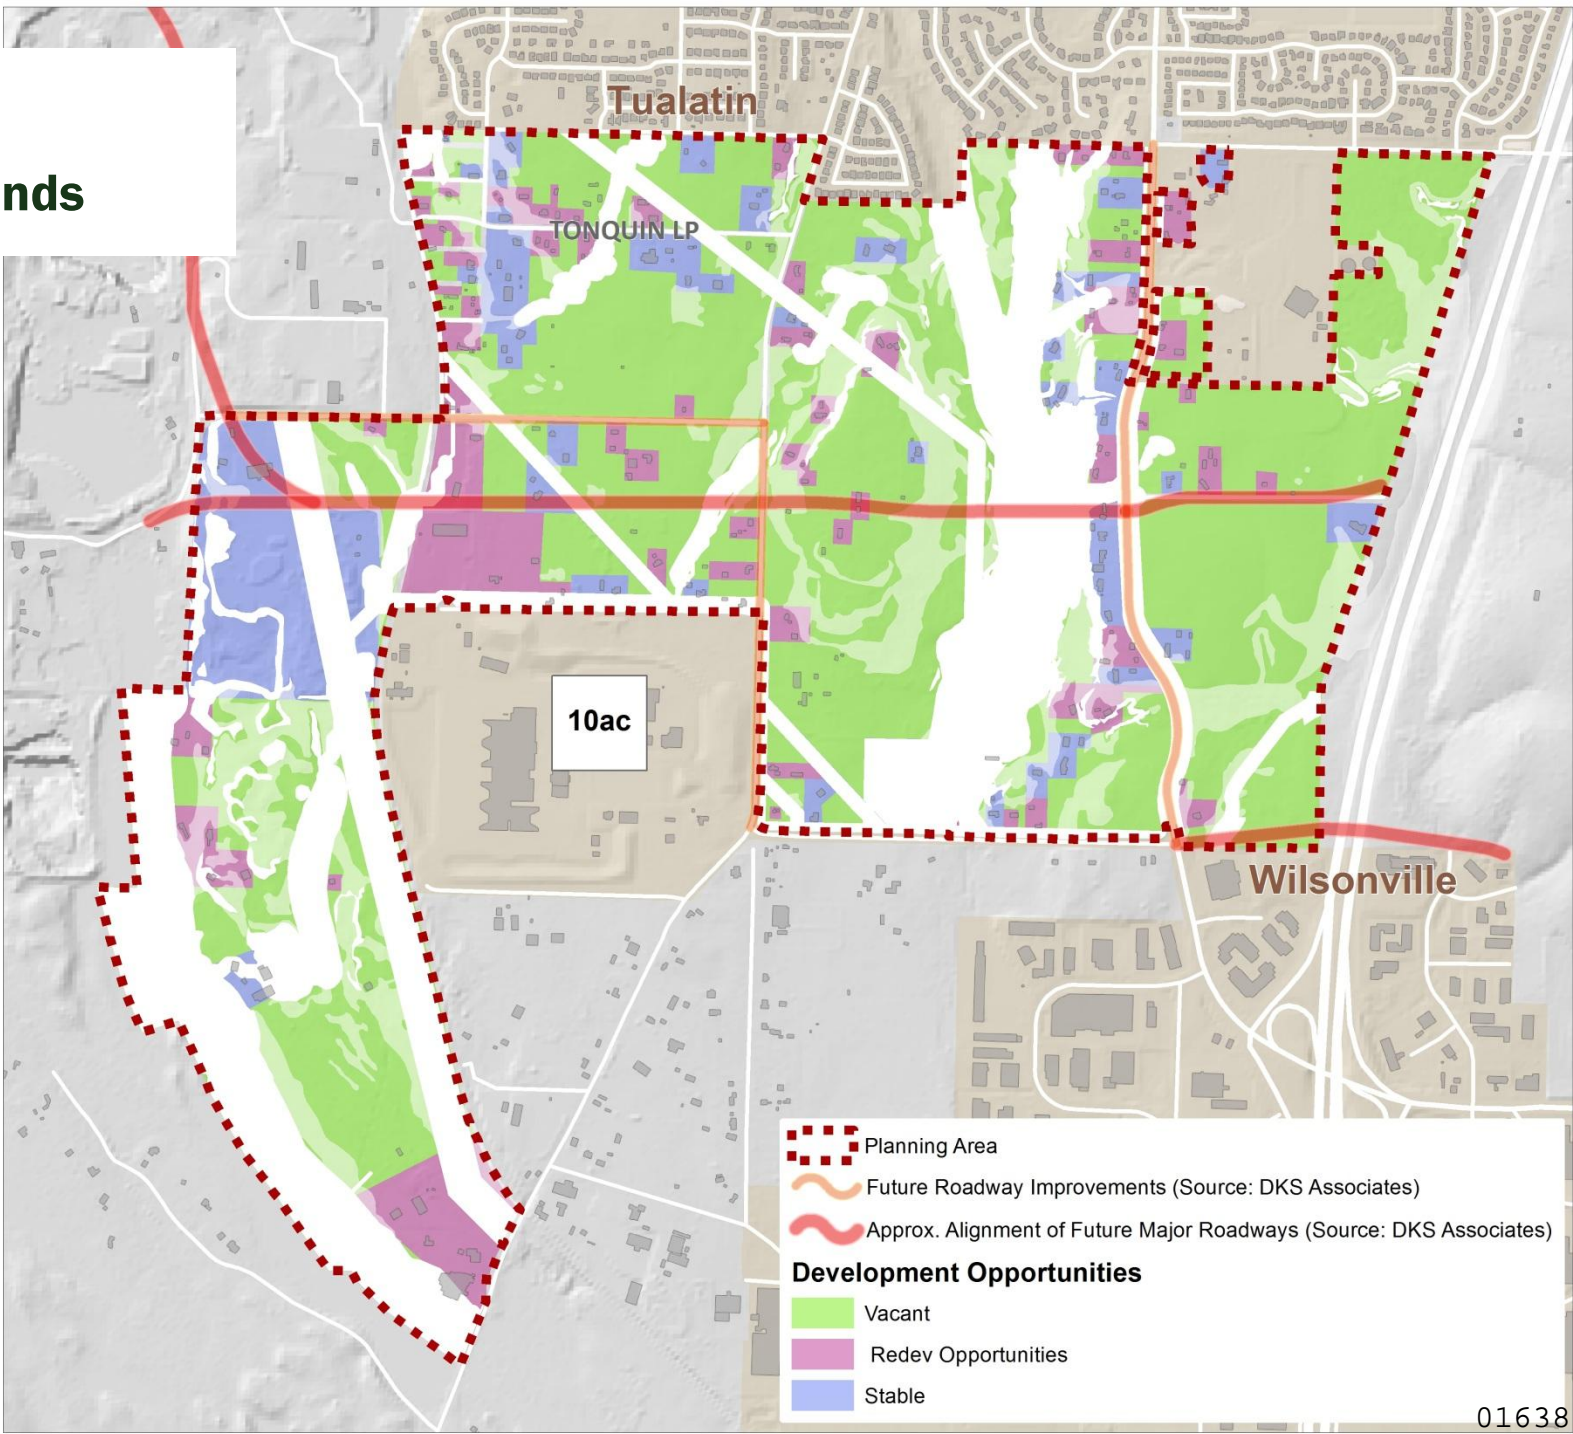 Tualatin
nds
TONQUIN LP
10ac
Wilsonville
Planning Area
Future Roadway Improvements (Source: DKS Associates)
Approx. Alignment of Future Major Roadways (Source: DKS Associates)
Development Opportunities
Vacant
Redev Opportunities
Stable
01638